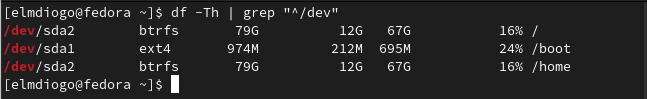 [elmdiogo@fedora ~]$ df -Th | grep "^/dev"
/dev/sda2 btrfs 79G 12G 67G 16% /
/dev/sda1 ext4 974M 212M 695M 24% /boot
/dev/sda2 btrfs 79G 12G 67G 16% /home
[elmdiogo@fedora ~]$